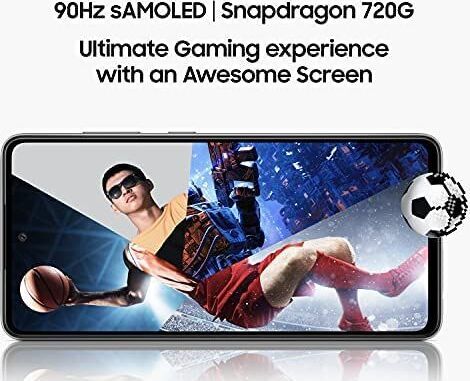 90Hz sAMOLED | Snapdragon 720G
Ultimate Gaming experience
with an Awesome Screen